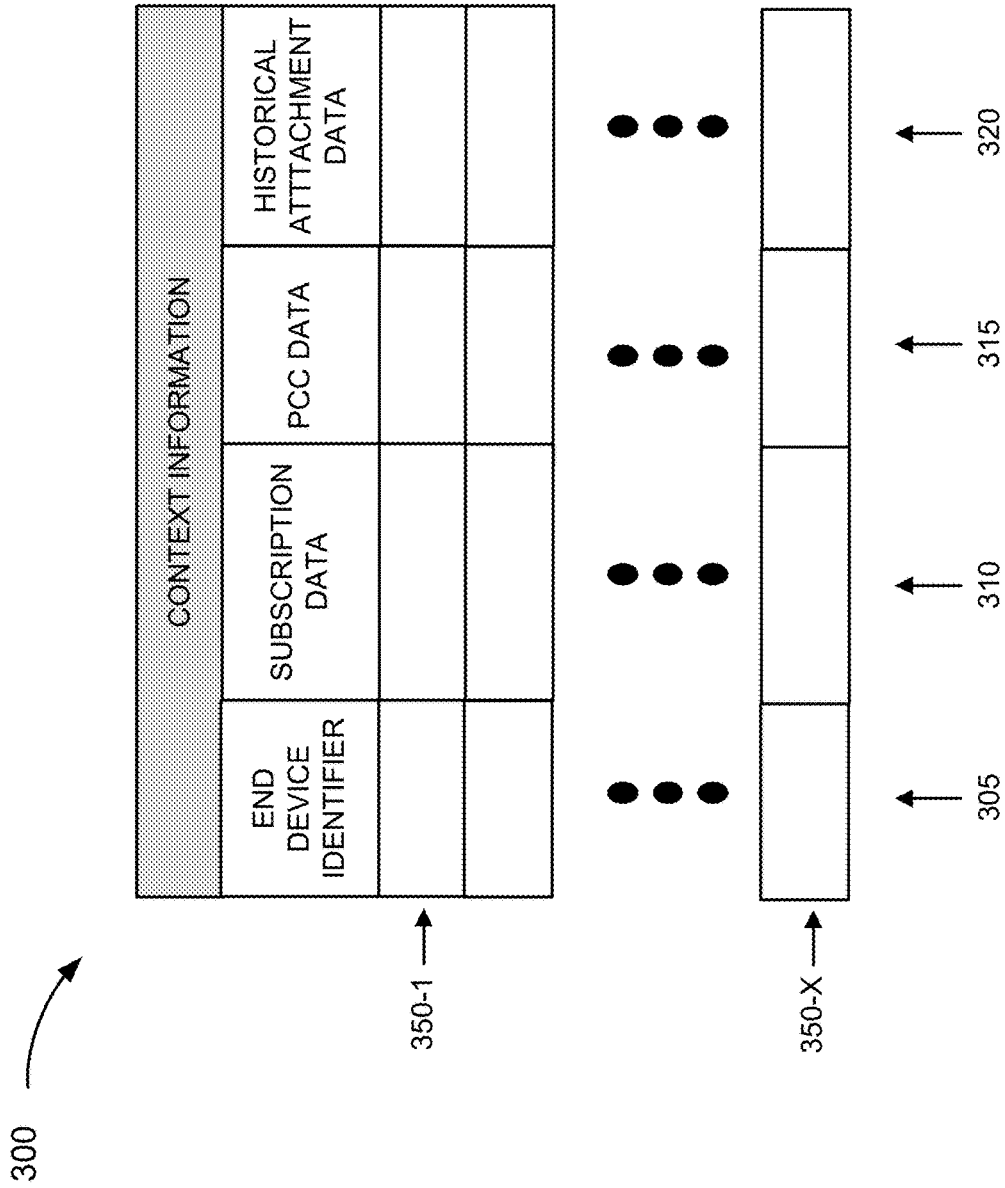 300
CONTEXT INFORMATION
END
DEVICE
IDENTIFIER
SUBSCRIPTION
DATA
PCC DATA
HISTORICAL
ATTTACHMENT
DATA
350-1
350-X
305
310
315
320